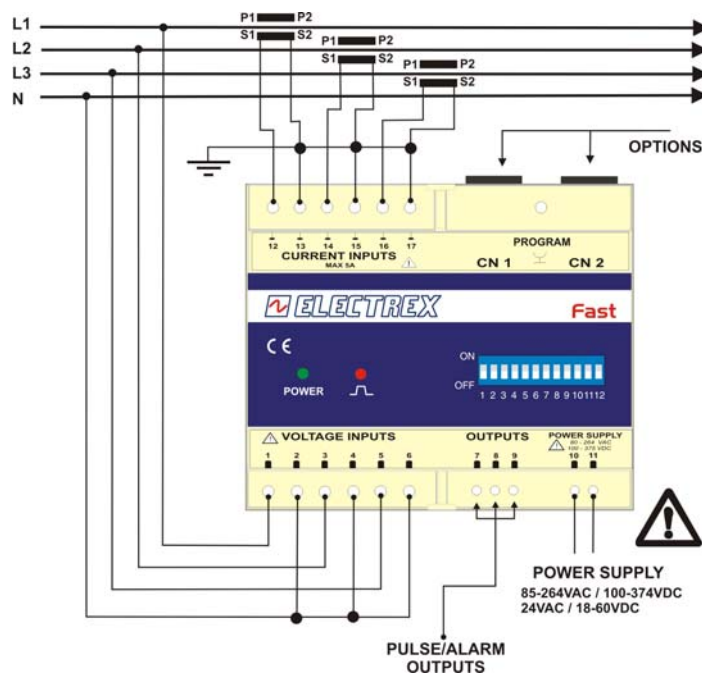 P1 P2
L1
S1 S2
P1 P2
L2
S1 S2
P1 P2
L3
S1 S2
N
OPTIONS
12 13 14 15 16 17
CURRENT INPUTS
MAX 5A
PROGRAM
CN 1 CN 2
ELECTREX
Fast
CE
POWER
ON
OFF
1 2 3 4 5 6 7 8 9 10 11 12
VOLTAGE INPUTS
OUTPUTS
POWER SUPPLY
80 - 264 VAC
100 - 378 VDC
1 2 3 4 5 6
7 8 9
10 11
POWER SUPPLY
85-264VAC / 100-374VDC
24VAC / 18-60VDC
PULSE/ALARM
OUTPUTS